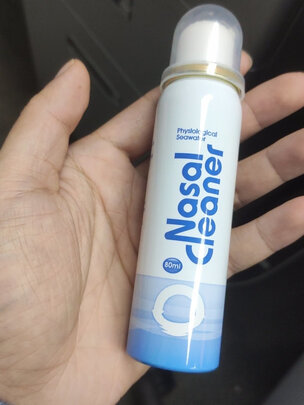 Physiological
Seawater
Nasal
cleaner
80ml